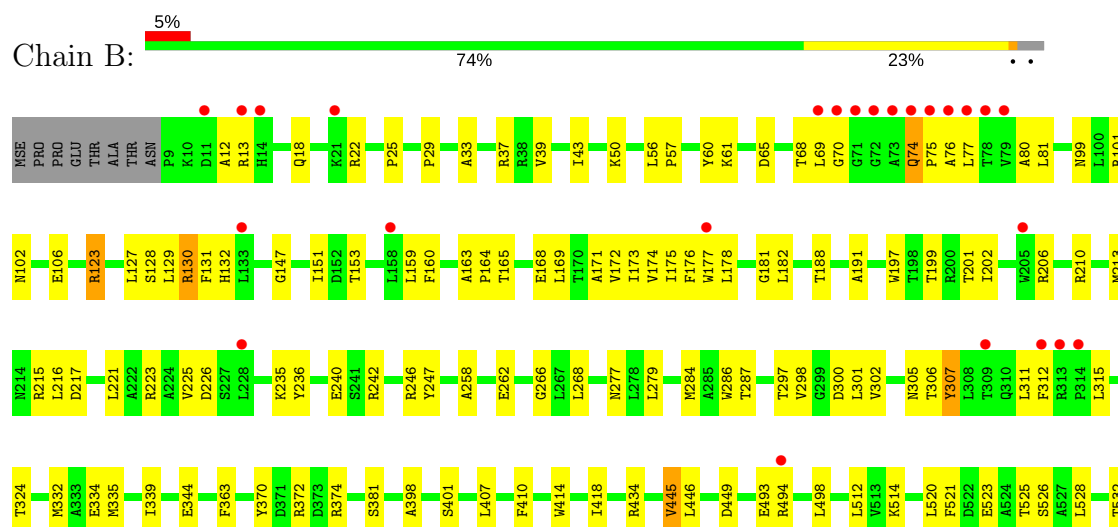 5%
Chain B:
74% 23% • •
MSE PRO PRO GLU THR ALA THR ASN P9 K10 D11 A12 R13 H14 Q18 K21 R22 P25 P29 A33 R37 R38 V39 I43 K50 L56 P57 Y60 K61 D65 T68 L69 G70 G71 G72 A73 Q74 P75 A76 L77 T78 V79 A80 L81 N99 L100
N102 E106 R123 L127 S128 L129 R130 F131 H132 L133 G147 I151 D152 T153 L158 L159 F160 A163 P164 T165 E168 L169 T170 A171 V172 I173 V174 I175 F176 W177 L178 G181 L182 T188 A191 W197 T198 T199 R200 T201 I202 W205 R206 R210 M213
N214 R215 L216 D217 L221 A222 R223 A224 V225 D226 S227 L228 K235 Y236 E240 S241 R242 R246 Y247 A258 E262 G266 L267 L268 N277 L278 L279 M284 A285 W286 T287 T297 V298 G299 D300 L301 V302 N305 T306 Y307 L308 T309 Q310 L311 F312 R313 P314 L315
T324 M332 A333 E334 M335 I339 E344 F363 Y370 D371 R372 D373 R374 S381 A398 S401 L407 F410 W414 I418 R434 V445 L446 D449 E493 R494 L498 L512 V513 K514 L520 F521 D522 E523 A524 T525 S526 A527 L528